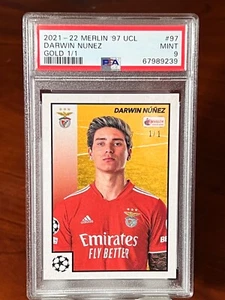 2021-22 MERLIN '97 UCL #97
DARWIN NUNEZ MINT
GOLD 1/1 PSA 9
67989239
DARWIN NÚÑEZ
1/1
Emirates
FLY BETTER